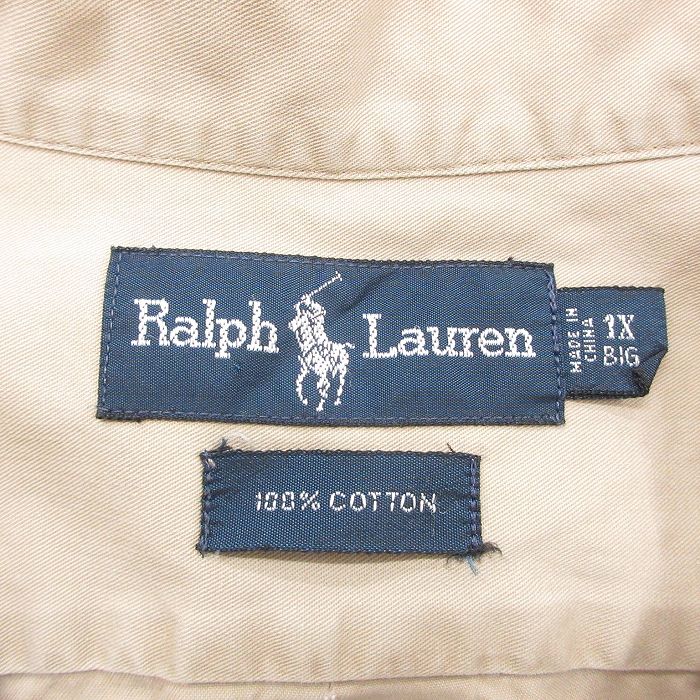 Ralph Lauren
MADE IN
CHINA
1X
BIG
100% COTTON